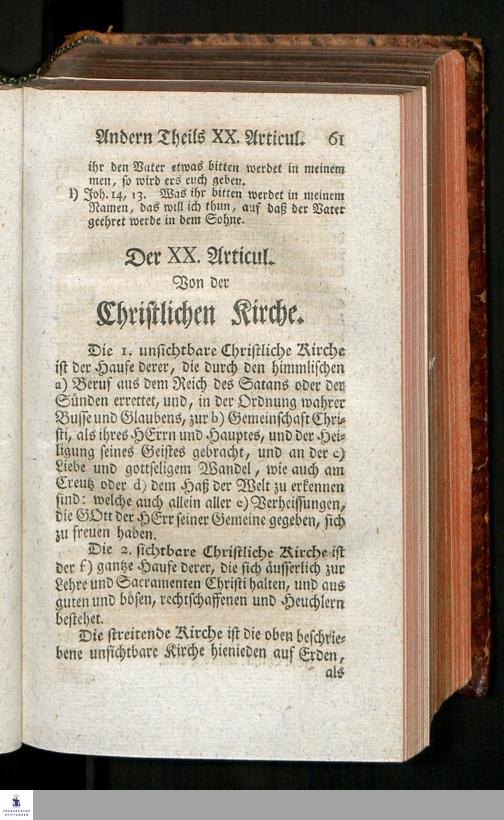 Andern Theils XX. Articul. 61
ihr den Vater etwas bitten werdet in meinem
men, so wird ers euch geben.
l) Joh. 14, 13. Was ihr bitten werdet in meinem
Namen, das will ich thun, auf daß der Vater
geehret werde in dem Sohne.
Der XX. Articul.
Von der
Christlichen Kirche.
Die 1. unsichtbare Christliche Kirche
ist der Haufe derer, die durch den himmlischen
a) Beruf aus dem Reich des Satans oder der
Sünden errettet, und, in der Ordnung wahrer
Busse und Glaubens, zur b) Gemeinschaft Chri-
sti, als ihres HErrn und Hauptes, und der Hei-
ligung seines Geistes gebracht, und an der c)
Liebe und gottseligem Wandel, wie auch am
Creutz oder d) dem Haß der Welt zu erkennen
sind: welche auch allein aller e) Verheissungen,
die GOtt der HErr seiner Gemeine gegeben, sich
zu freuen haben.
Die 2. sichtbare Christliche Kirche ist
der f) gantze Haufe derer, die sich äusserlich zur
Lehre und Sacramenten Christi halten, und aus
guten und bösen, rechtschaffenen und Heuchlern
bestehet.
Die streitende Kirche ist die oben beschrie-
bene unsichtbare Kirche hienieden auf Erden,
als
FRANCKESCHE
STIFTUNGEN